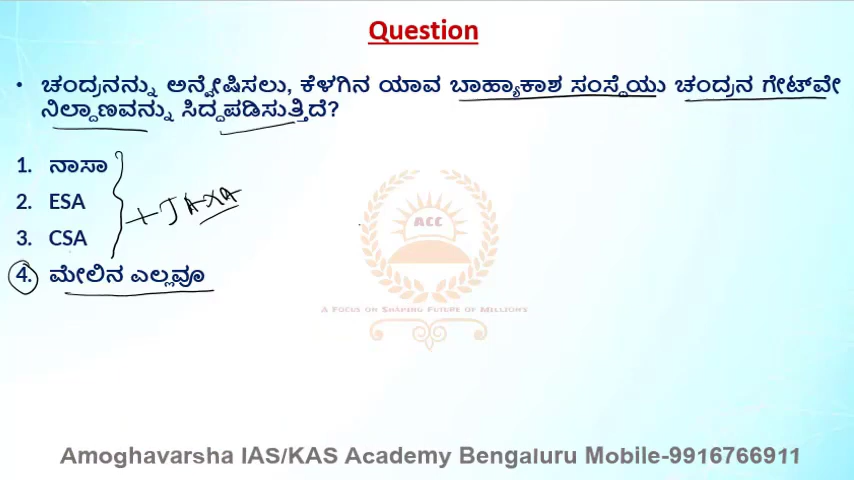 Question
• ಚಂದ್ರನನ್ನು ಅನ್ವೇಷಿಸಲು, ಕೆಳಗಿನ ಯಾವ ಬಾಹ್ಯಾಕಾಶ ಸಂಸ್ಥೆಯು ಚಂದ್ರನ ಗೇಟ್‌ವೇ
ನಿಲ್ದಾಣವನ್ನು ಸಿದ್ಧಪಡಿಸುತ್ತಿದೆ?
1. ನಾಸಾ
2. ESA
+ JAXA
3. CSA
4. ಮೇಲಿನ ಎಲ್ಲವೂ
ACC
A Focus on Shaping Future of Millions
Amoghavarsha IAS/KAS Academy Bengaluru Mobile-9916766911